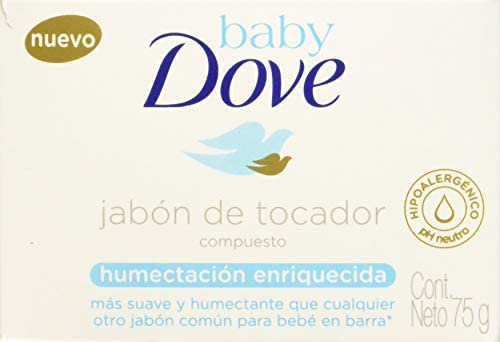 nuevo
baby
Dove
jabón de tocador
compuesto
HIPOALERGÉNICO
pH neutro
humectación enriquecida
más suave y humectante que cualquier
otro jabón común para bebé en barra*
Cont.
Neto 75 g